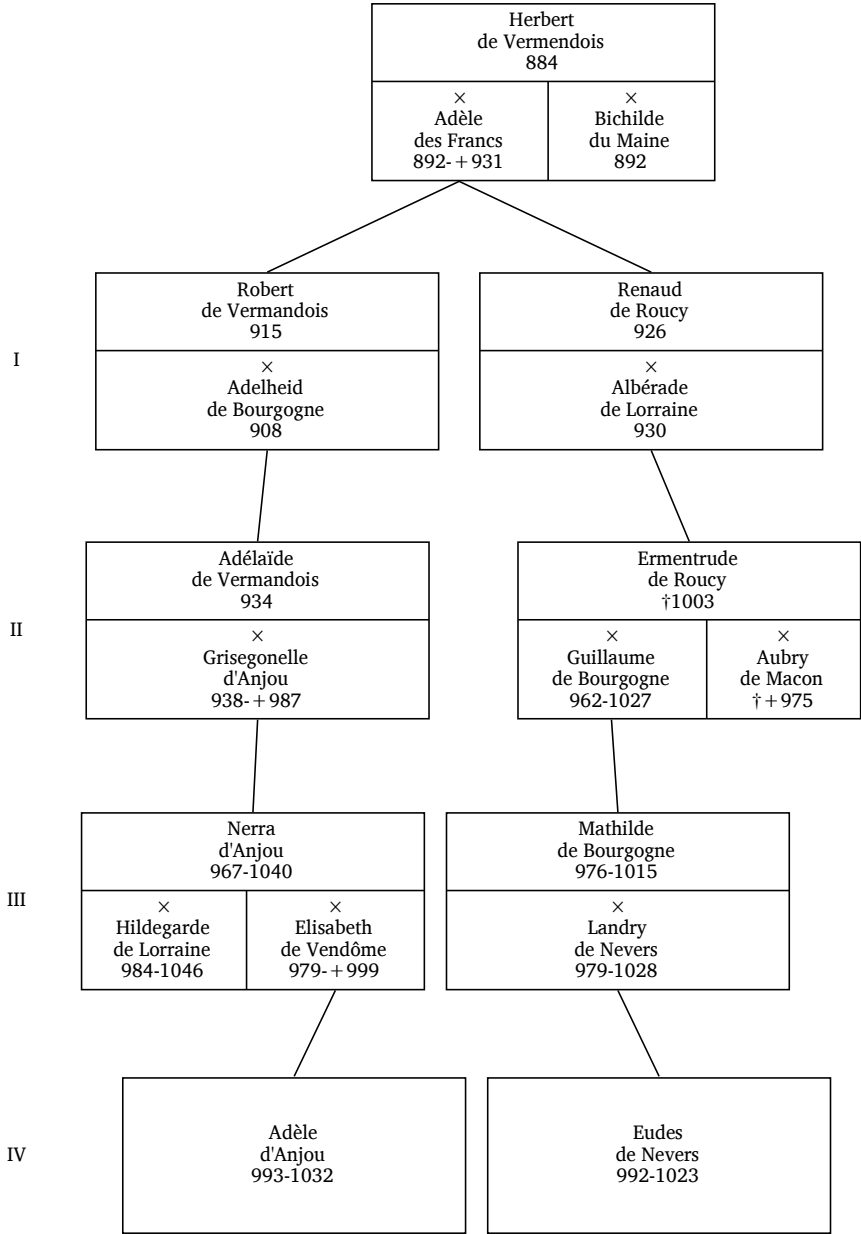 Herbert
de Vermendois
884
×
Adèle
des Francs
892-+931
×
Bichilde
du Maine
892
I
Robert
de Vermandois
915
×
Adelheid
de Bourgogne
908
Renaud
de Roucy
926
×
Albérade
de Lorraine
930
II
Adélaïde
de Vermandois
934
×
Grisegonelle
d'Anjou
938-+987
Ermentrude
de Roucy
†1003
×
Guillaume
de Bourgogne
962-1027
×
Aubry
de Macon
†+975
III
Nerra
d'Anjou
967-1040
×
Hildegarde
de Lorraine
984-1046
×
Elisabeth
de Vendôme
979-+999
Mathilde
de Bourgogne
976-1015
×
Landry
de Nevers
979-1028
IV
Adèle
d'Anjou
993-1032
Eudes
de Nevers
992-1023